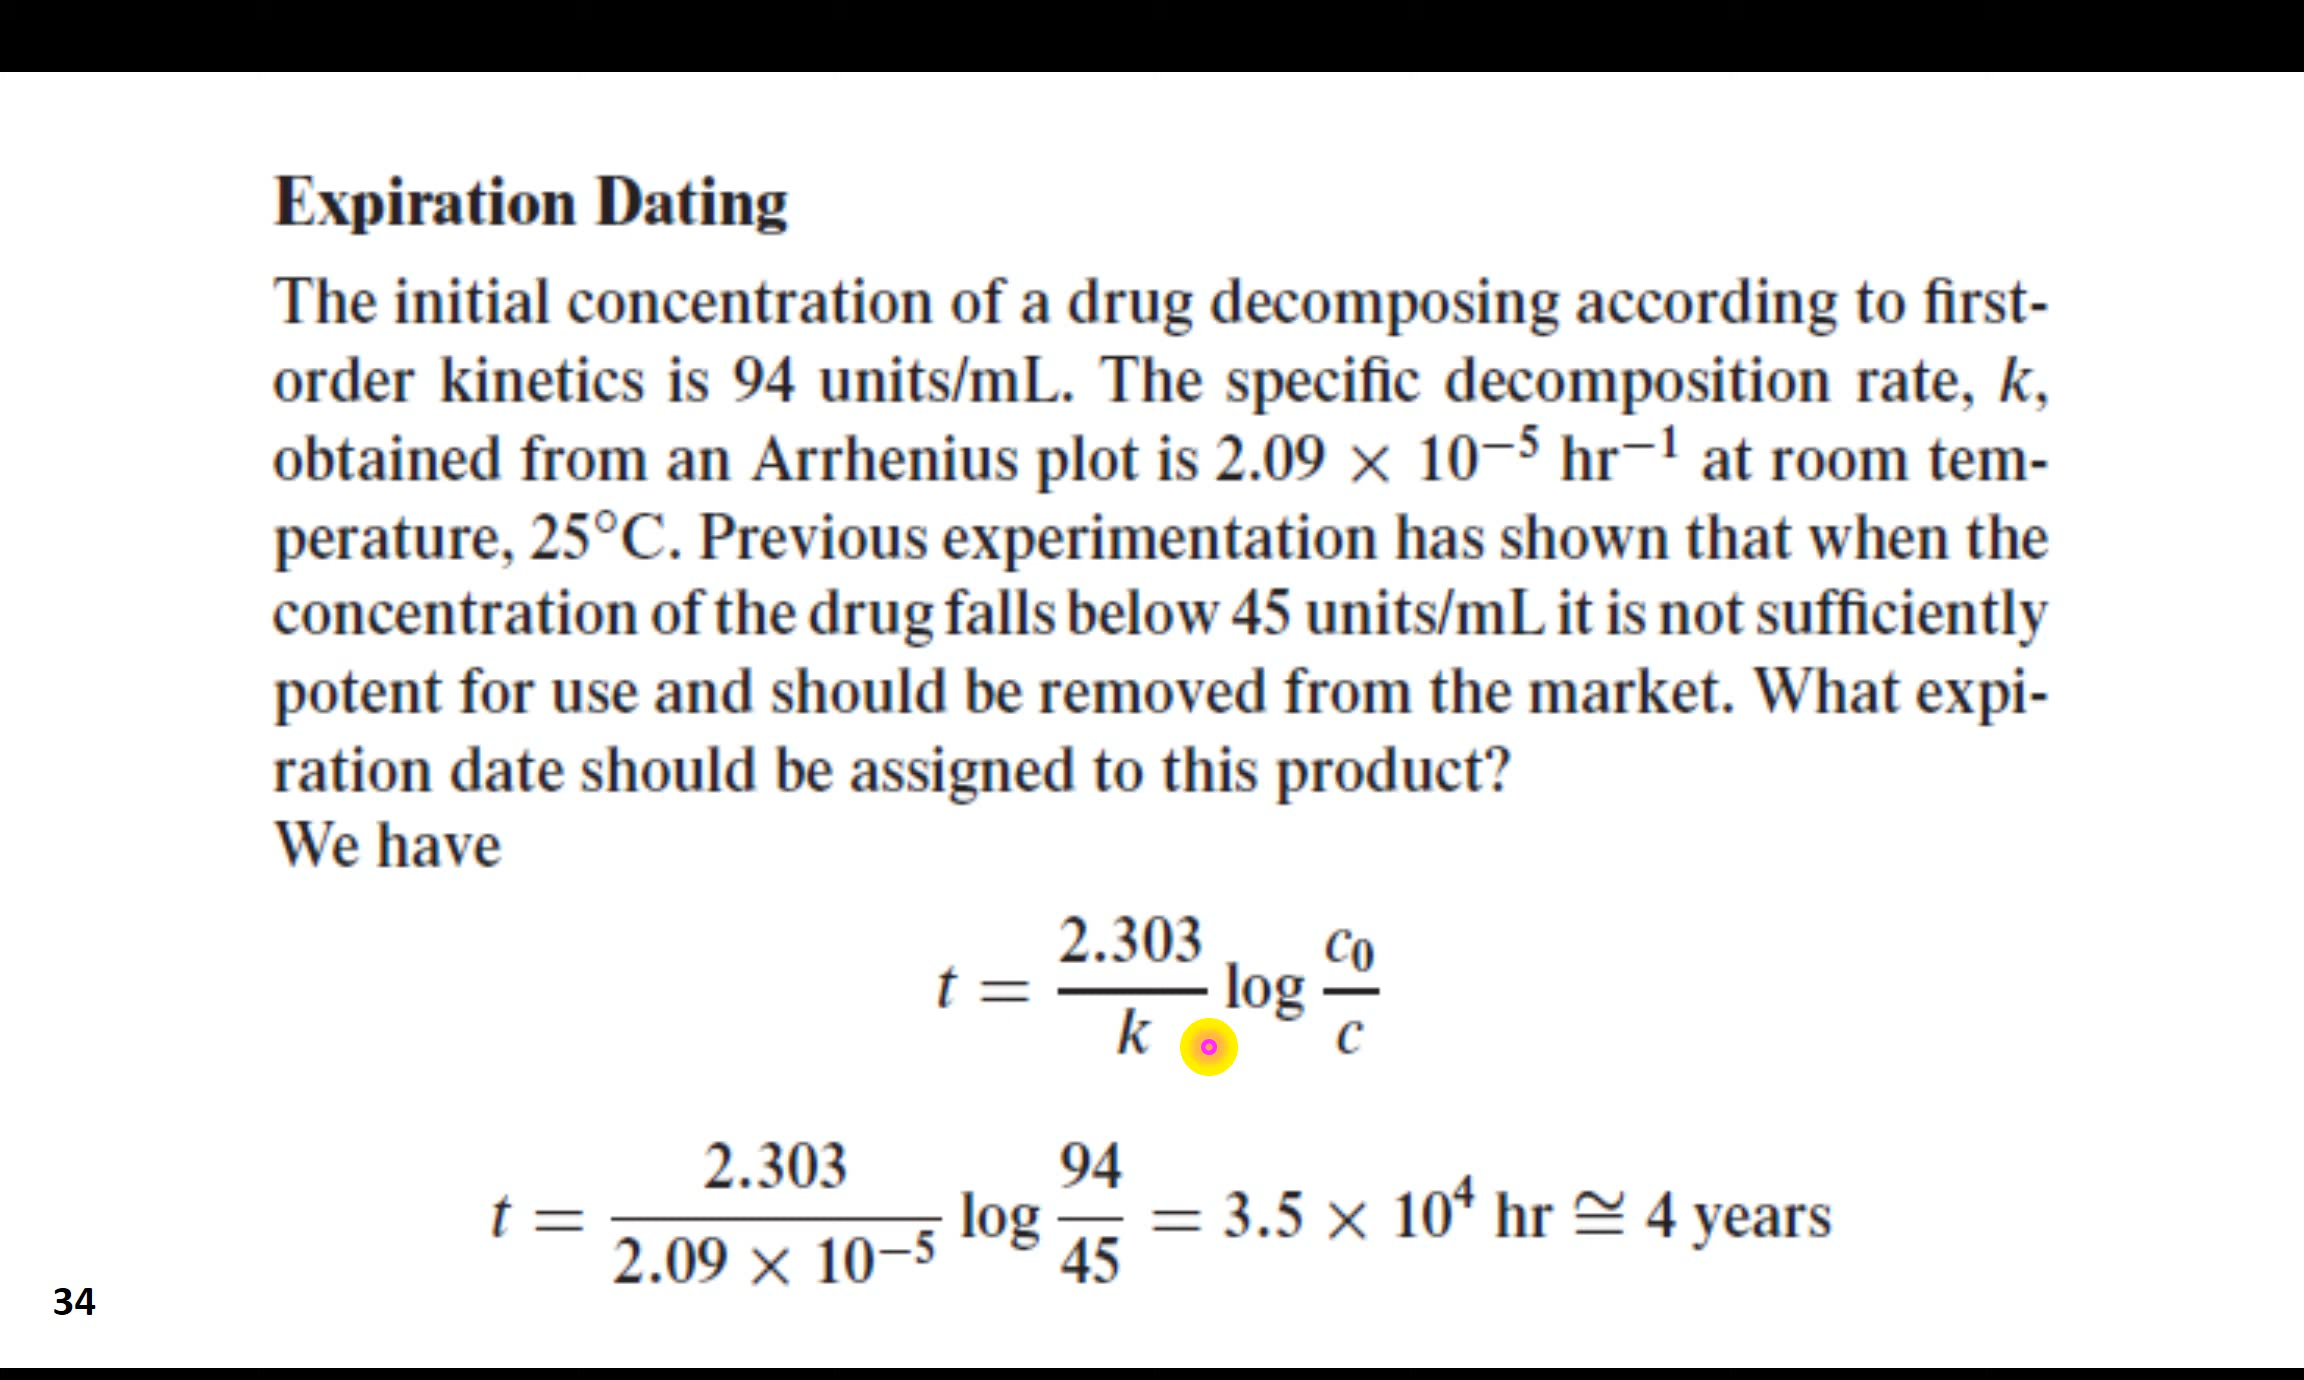 Expiration Dating
The initial concentration of a drug decomposing according to first-
order kinetics is 94 units/mL. The specific decomposition rate, k,
obtained from an Arrhenius plot is 2.09 × 10⁻⁵ hr⁻¹ at room tem-
perature, 25°C. Previous experimentation has shown that when the
concentration of the drug falls below 45 units/mL it is not sufficiently
potent for use and should be removed from the market. What expi-
ration date should be assigned to this product?
We have
t = 2.303/k log c₀/c
t = 2.303/(2.09 × 10⁻⁵) log 94/45 = 3.5 × 10⁴ hr ≅ 4 years
34